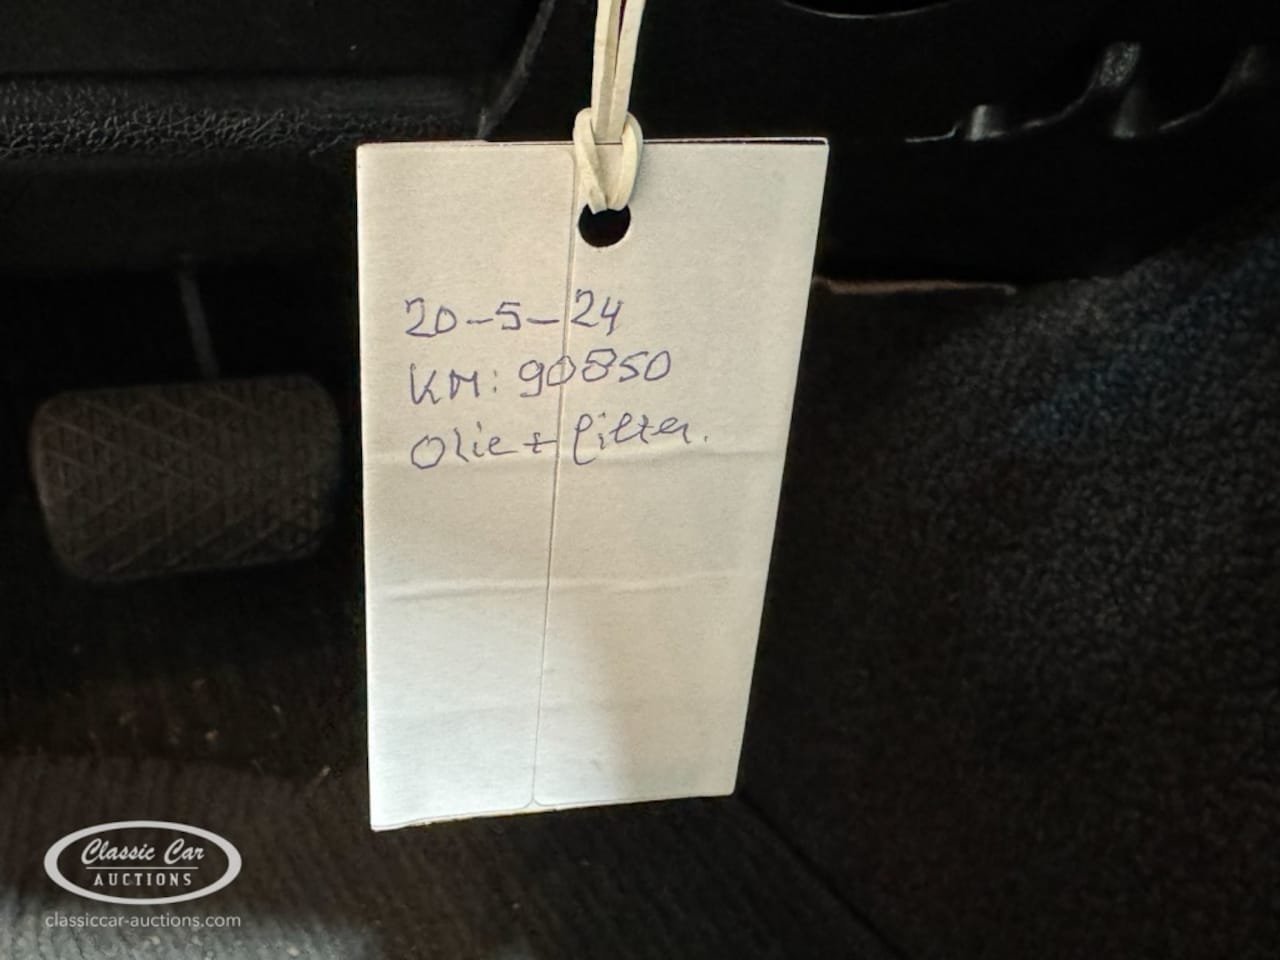 20-5-24
KM: 90850
Olie + filter.
Classic Car
AUCTIONS
classiccar-auctions.com